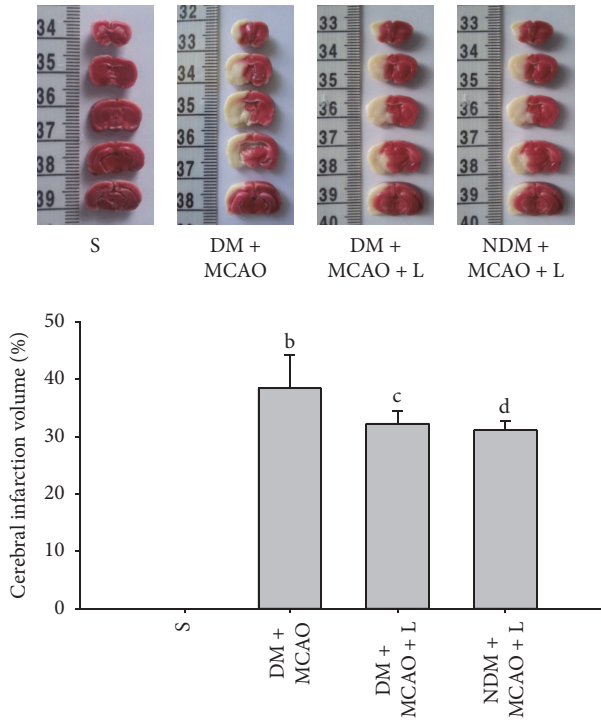 34
35
36
37
38
39
32
33
34
35
36
37
38
33
34
35
36
37
38
39
40
33
34
35
36
37
38
39
40
S
DM +
MCAO
DM +
MCAO + L
NDM +
MCAO + L
Cerebral infarction volume (%)
50
40
30
20
10
0
b
c
d
S
DM +
MCAO
DM +
MCAO + L
NDM +
MCAO + L